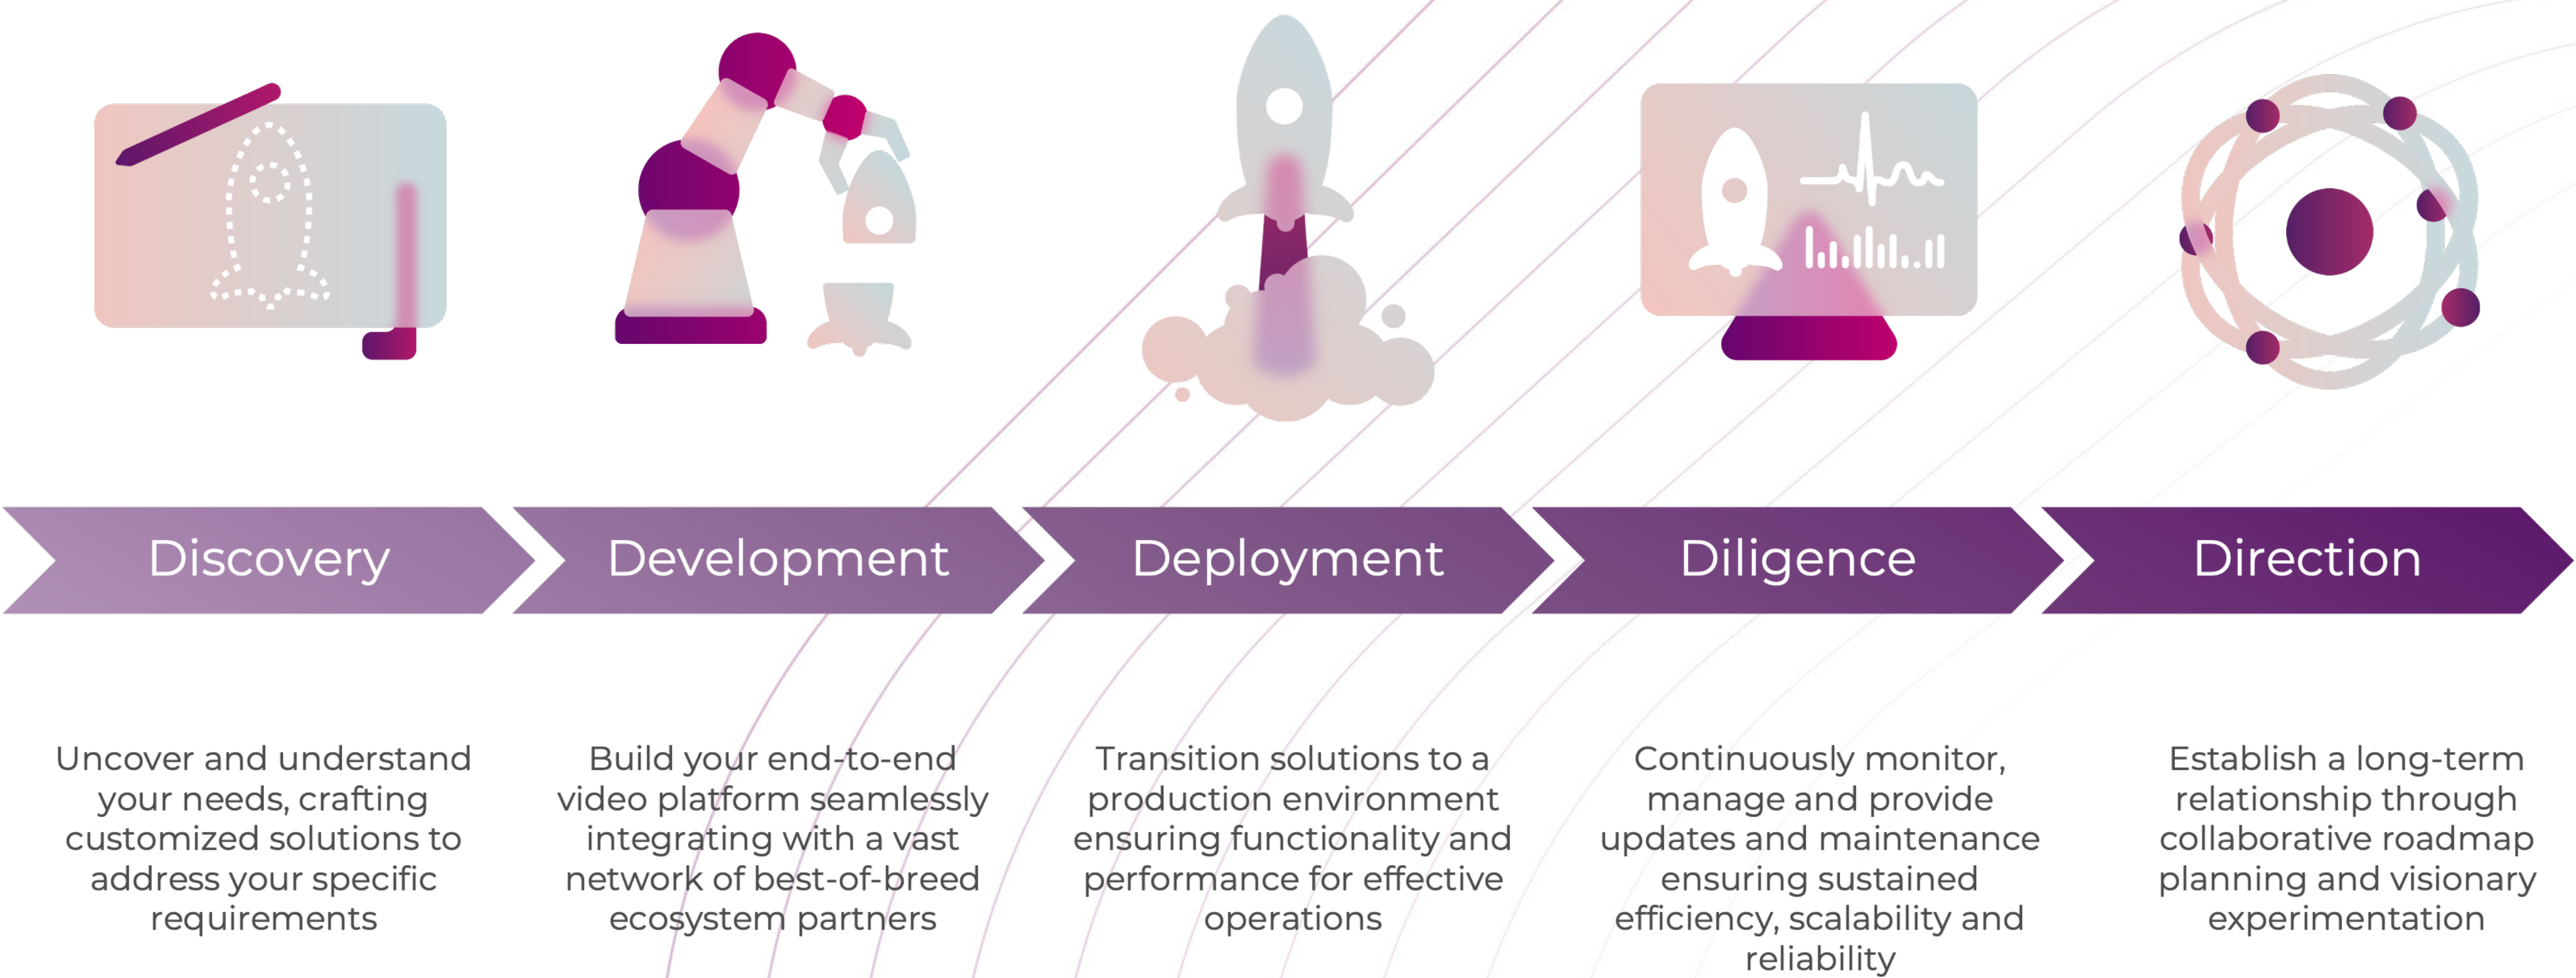 Discovery
Development
Deployment
Diligence
Direction
Uncover and understand
your needs, crafting
customized solutions to
address your specific
requirements
Build your end-to-end
video platform seamlessly
integrating with a vast
network of best-of-breed
ecosystem partners
Transition solutions to a
production environment
ensuring functionality and
performance for effective
operations
Continuously monitor,
manage and provide
updates and maintenance
ensuring sustained
efficiency, scalability and
reliability
Establish a long-term
relationship through
collaborative roadmap
planning and visionary
experimentation